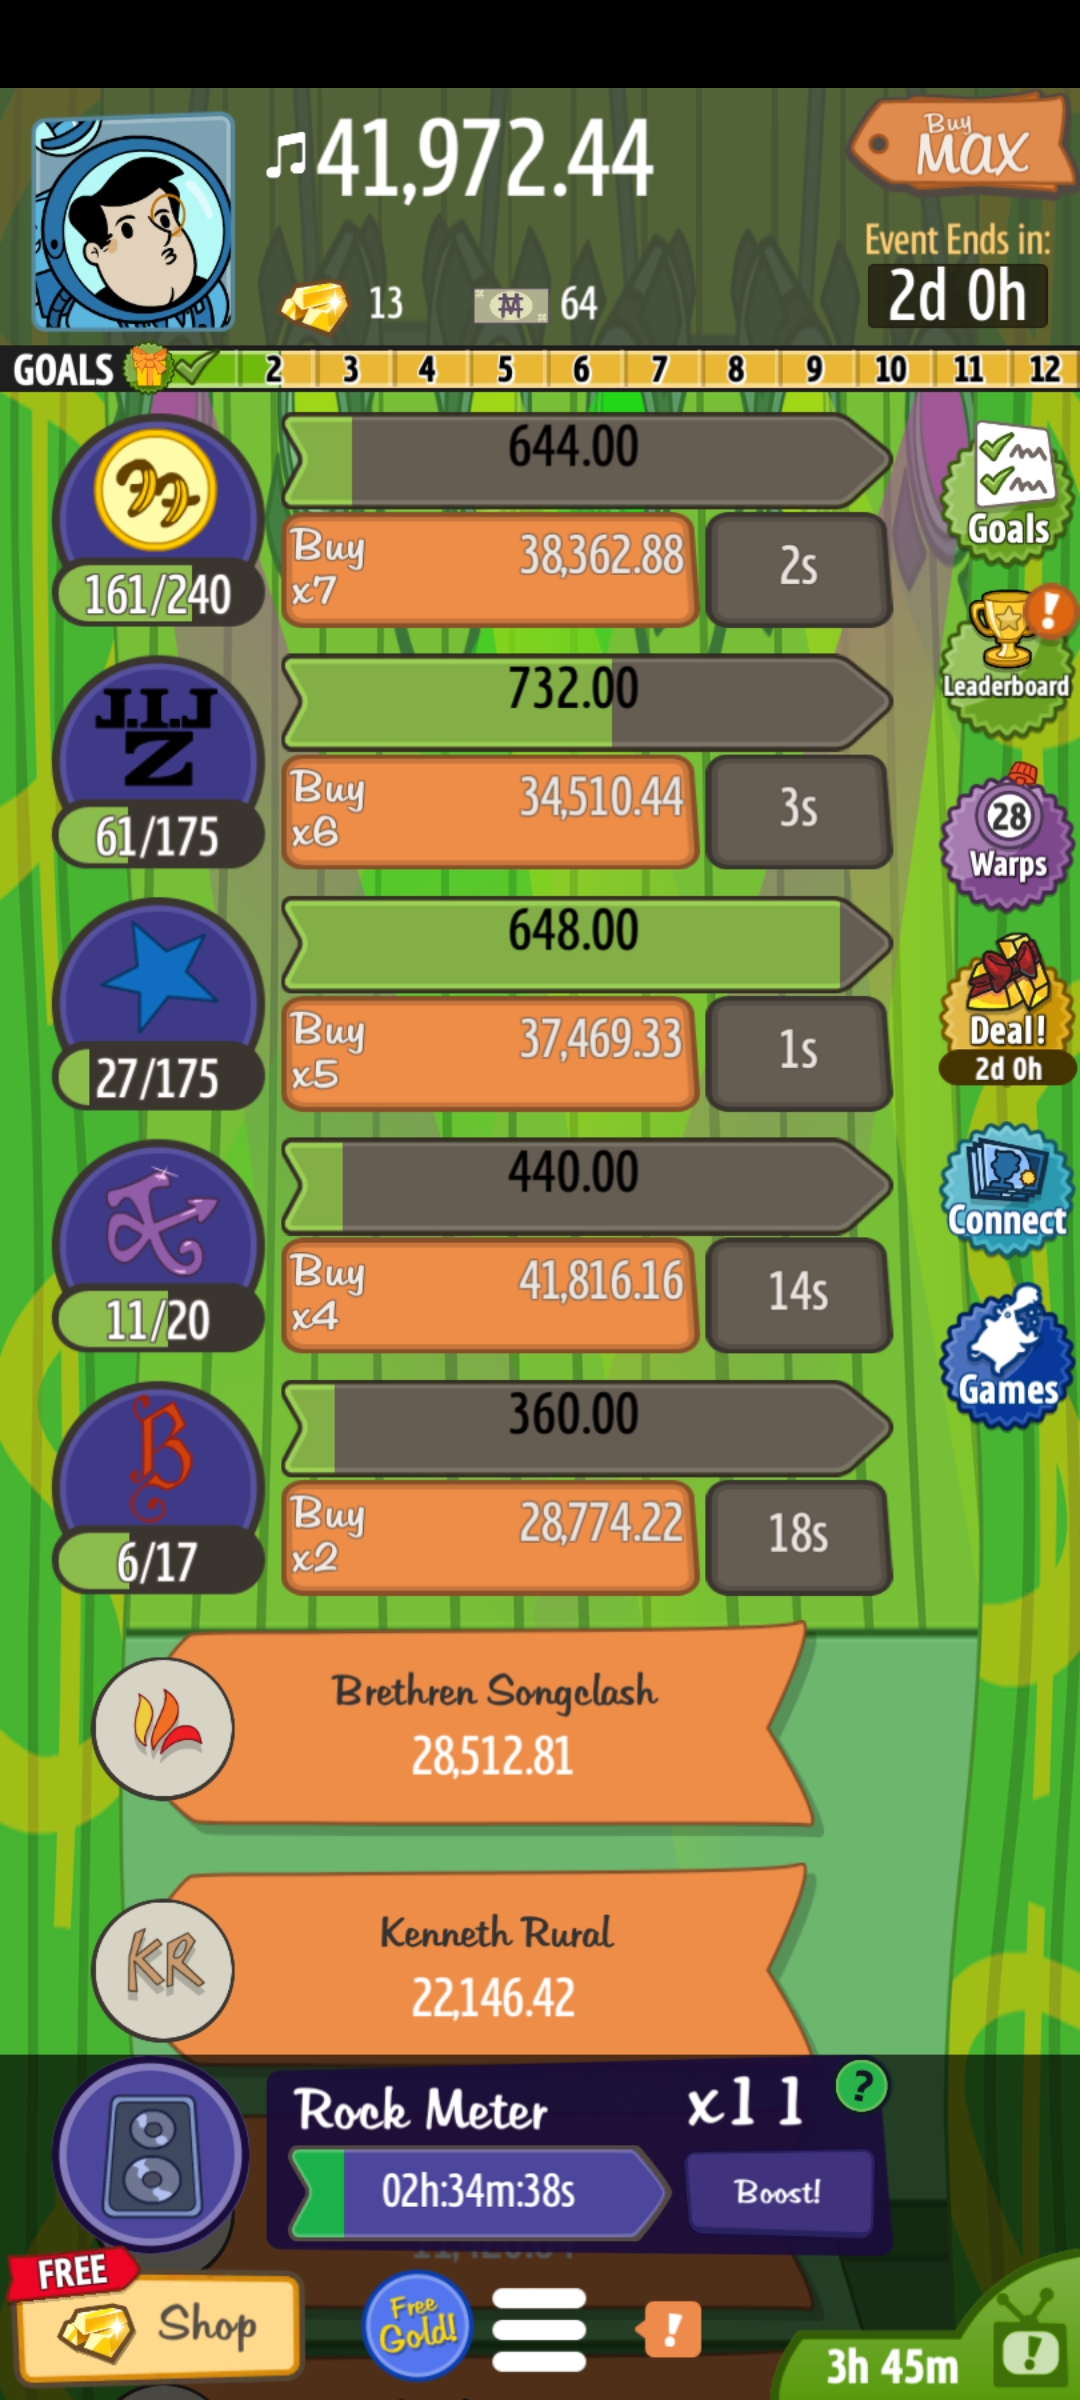 ♫41,972.44
Buy
MAX
Event Ends in:
2d 0h
13
64
GOALS 2 3 4 5 6 7 8 9 10 11 12
644.00
161/240
Buy
x7
38,362.88
2s
Goals
J.I.J
Z
732.00
61/175
Buy
x6
34,510.44
3s
!
Leaderboard
28
Warps
648.00
27/175
Buy
x5
37,469.33
1s
Deal!
2d 0h
440.00
11/20
Buy
x4
41,816.16
14s
Connect
B
360.00
6/17
Buy
x2
28,774.22
18s
Games
Brethren Songclash
28,512.81
KR
Kenneth Rural
22,146.42
Rock Meter
x1 1
?
02h:34m:38s
Boost!
FREE
Shop
Free
Gold!
!
3h 45m
!